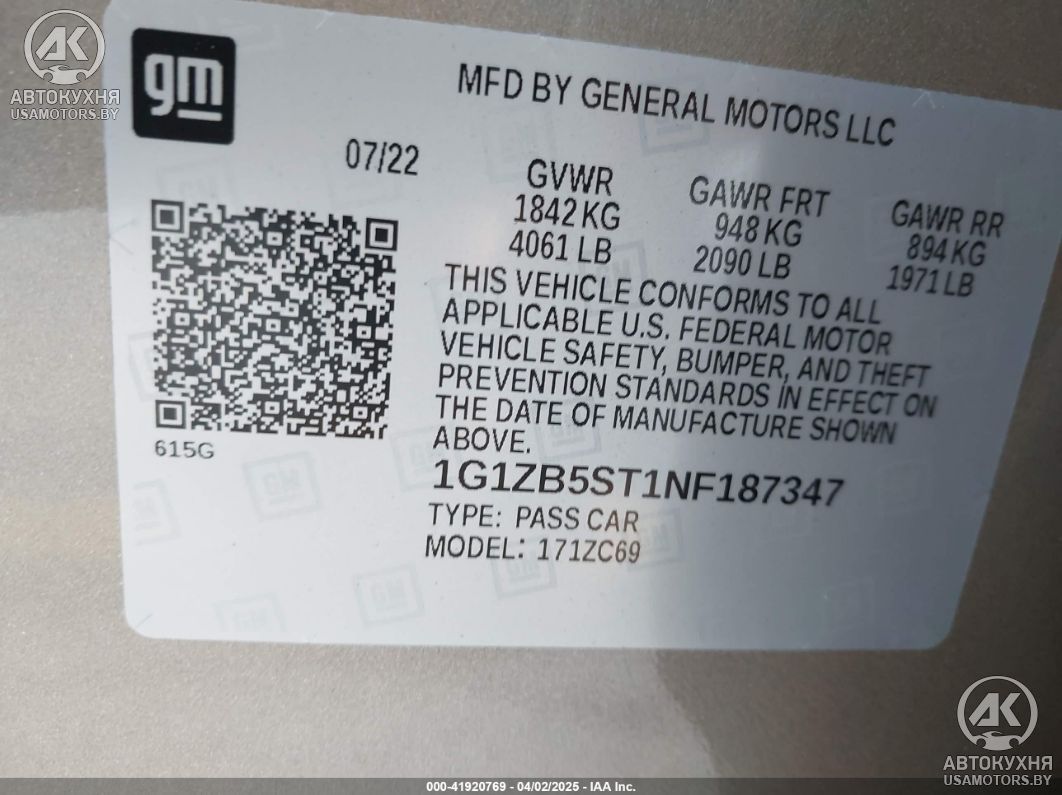 AK
АВТОКУХНЯ
USAMOTORS.BY
gm
MFD BY GENERAL MOTORS LLC
07/22
GVWR
1842 KG
4061 LB
GAWR FRT
948 KG
2090 LB
GAWR RR
894 KG
1971 LB
THIS VEHICLE CONFORMS TO ALL
APPLICABLE U.S. FEDERAL MOTOR
VEHICLE SAFETY, BUMPER, AND THEFT
PREVENTION STANDARDS IN EFFECT ON
THE DATE OF MANUFACTURE SHOWN
ABOVE.
615G
1G1ZB5ST1NF187347
TYPE: PASS CAR
MODEL: 171ZC69
AK
АВТОКУХНЯ
USAMOTORS.BY
000-41920769 - 04/02/2025 - IAA Inc.